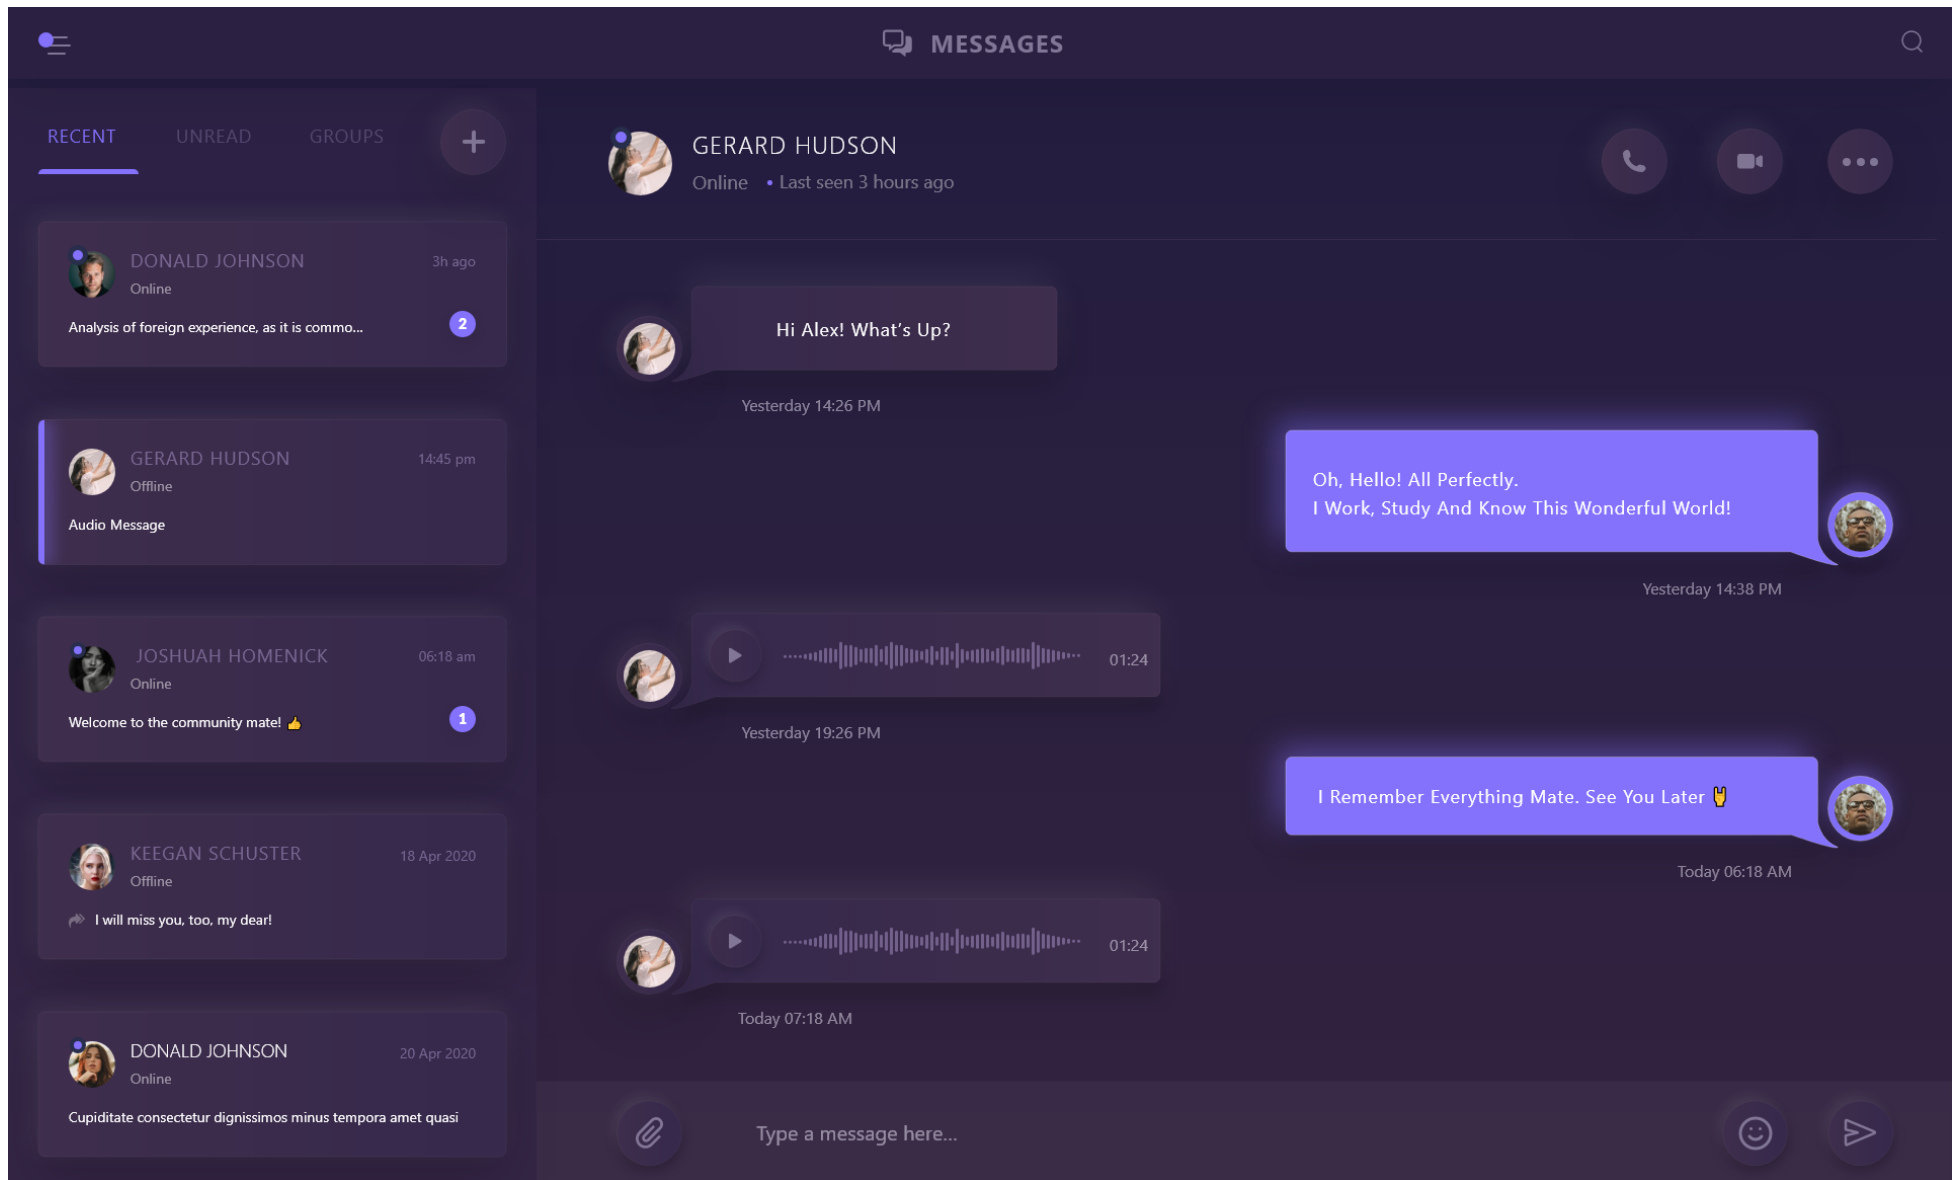 MESSAGES
RECENT
UNREAD
GROUPS
DONALD JOHNSON
3h ago
Online
Analysis of foreign experience, as it is commo...
2
GERARD HUDSON
14:45 pm
Offline
Audio Message
JOSHUAH HOMENICK
06:18 am
Online
Welcome to the community mate! 👍
1
KEEGAN SCHUSTER
18 Apr 2020
Offline
I will miss you, too, my dear!
DONALD JOHNSON
20 Apr 2020
Online
Cupiditate consectetur dignissimos minus tempora amet quasi
GERARD HUDSON
Online • Last seen 3 hours ago
Hi Alex! What's Up?
Yesterday 14:26 PM
Oh, Hello! All Perfectly.
I Work, Study And Know This Wonderful World!
Yesterday 14:38 PM
01:24
Yesterday 19:26 PM
I Remember Everything Mate. See You Later 🤘
Today 06:18 AM
01:24
Today 07:18 AM
Type a message here...